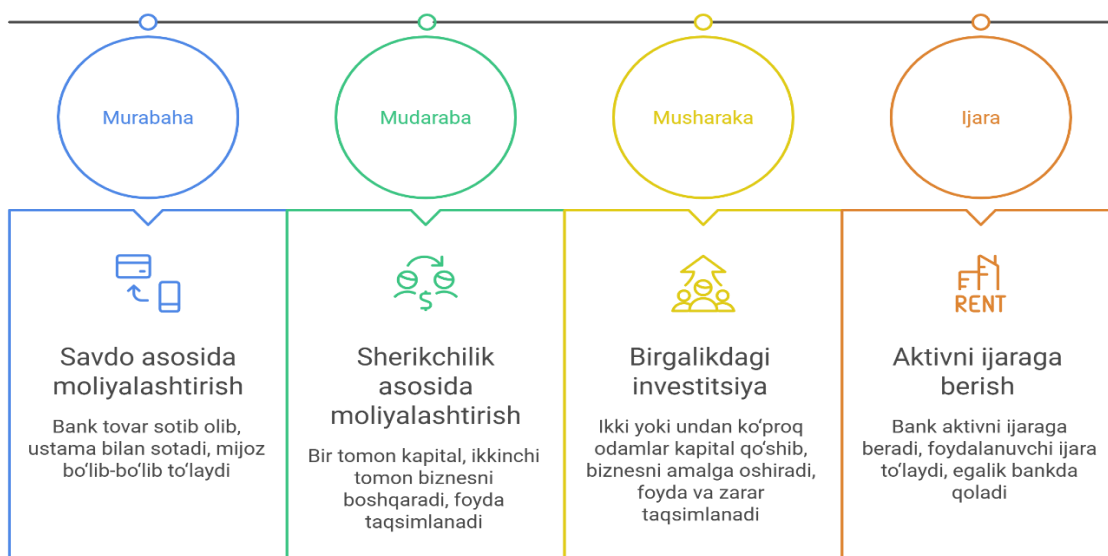 Murabaha
Mudaraba
Musharaka
Ijara
Savdo asosida
moliyalashtirish
Bank tovar sotib olib,
ustama bilan sotadi, mijoz
bo‘lib-bo‘lib to‘laydi
$
Sherikchilik
asosida
moliyalashtirish
Bir tomon kapital, ikkinchi
tomon biznesni
boshqaradi, foyda
taqsimlanadi
Birgalikdagi
investitsiya
Ikki yoki undan ko‘proq
odamlar kapital qo‘shib,
biznesni amalga oshiradi,
foyda va zarar
taqsimlanadi
RENT
Aktivni ijaraga
berish
Bank aktivni ijaraga
beradi, foydalanuvchi ijara
to‘laydi, egalik bankda
qoladi